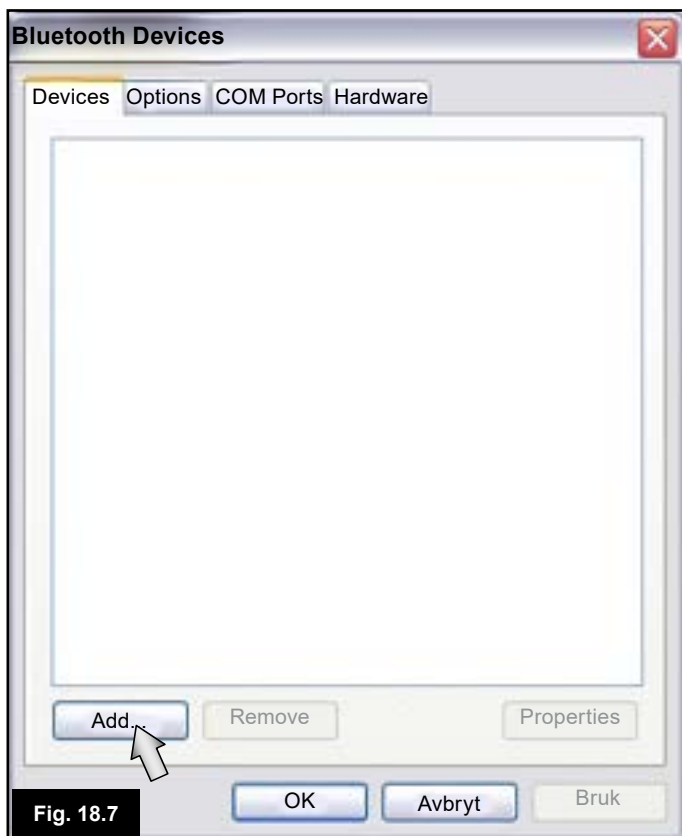 Bluetooth Devices
Devices Options COM Ports Hardware
Add... Remove Properties
OK Avbryt Bruk
Fig. 18.7